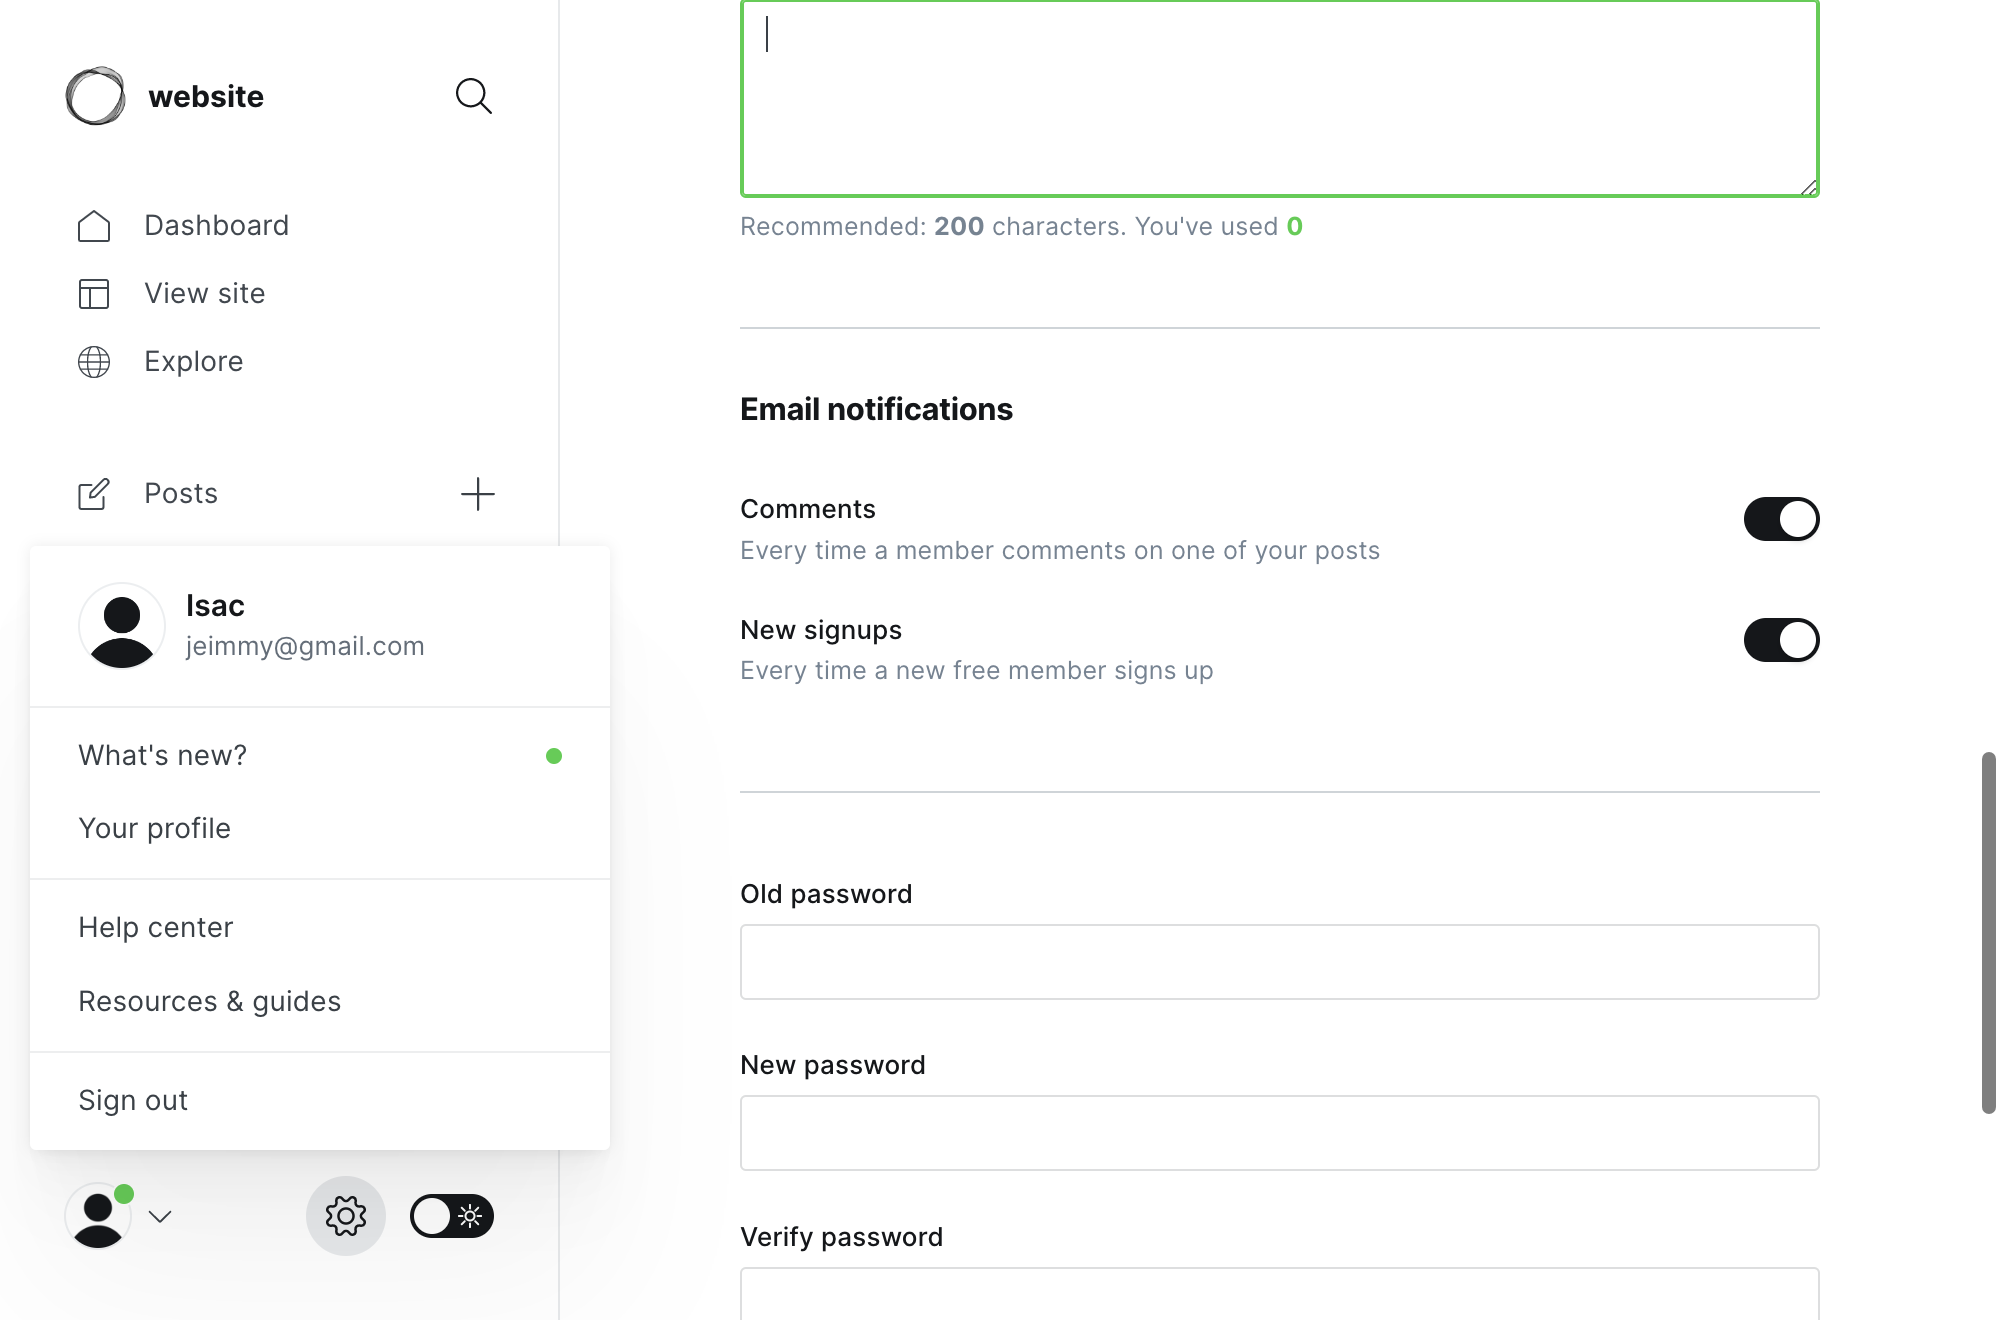 website
Dashboard
View site
Explore
Posts
Isac
jeimmy@gmail.com
What's new?
Your profile
Help center
Resources & guides
Sign out
Recommended: 200 characters. You've used 0
Email notifications
Comments
Every time a member comments on one of your posts
New signups
Every time a new free member signs up
Old password
New password
Verify password